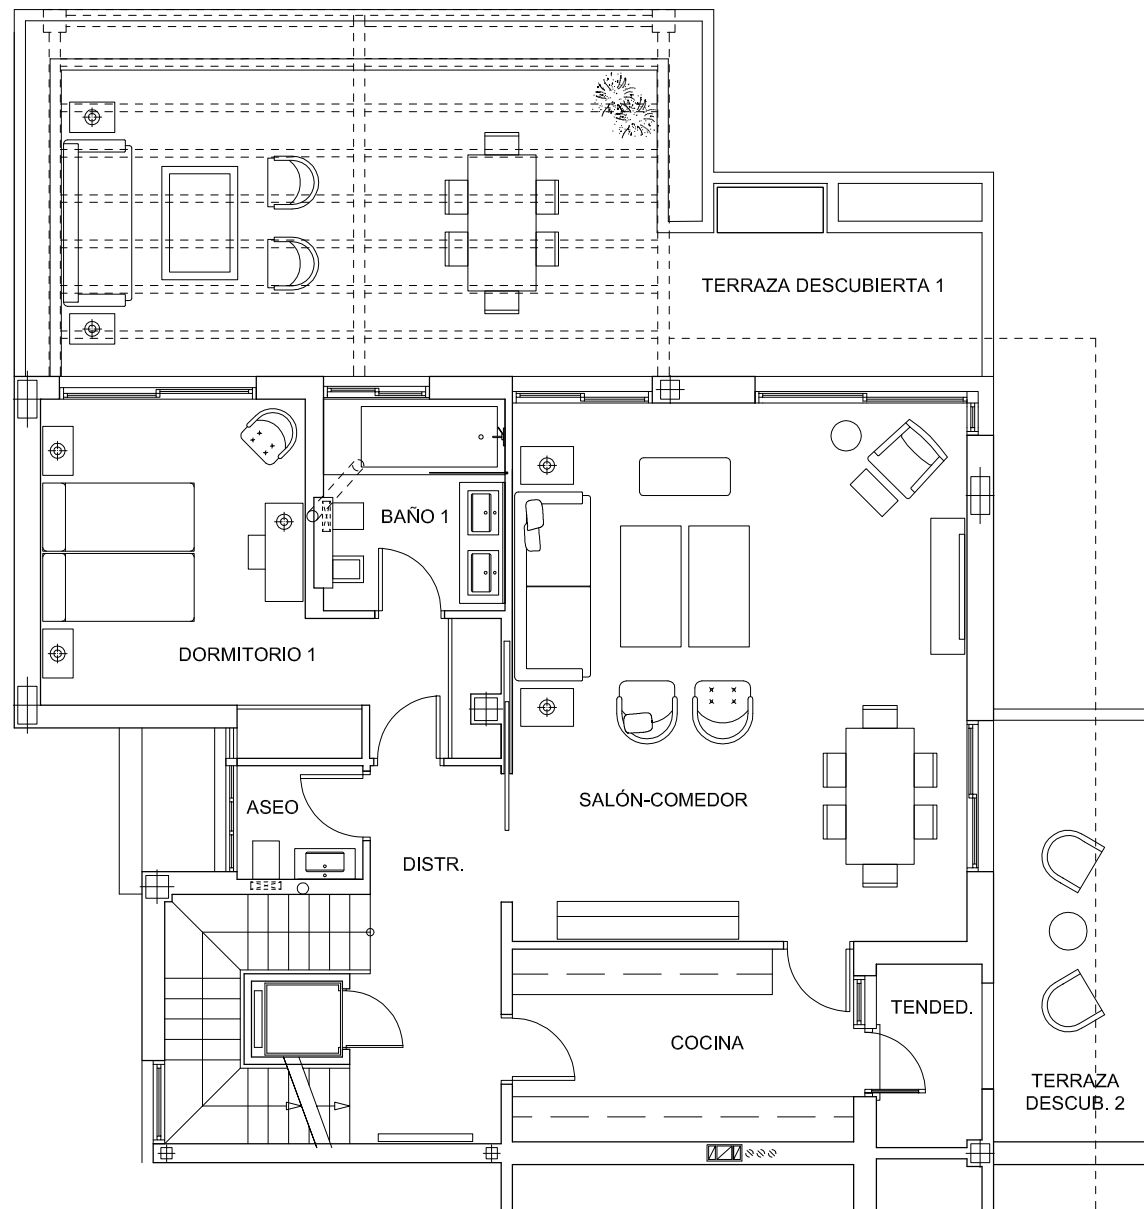 TERRAZA DESCUBIERTA 1
BAÑO 1
DORMITORIO 1
SALÓN-COMEDOR
ASEO
DISTR.
TENDED.
COCINA
TERRAZA
DESCUB. 2